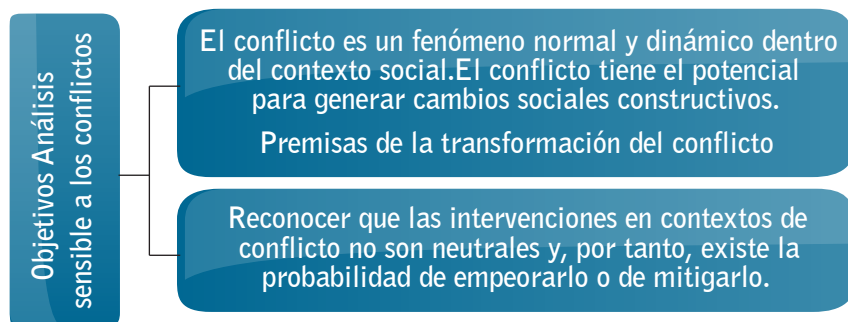 Objetivos Análisis
sensible a los conflictos
El conflicto es un fenómeno normal y dinámico dentro
del contexto social.El conflicto tiene el potencial
para generar cambios sociales constructivos.
Premisas de la transformación del conflicto
Reconocer que las intervenciones en contextos de
conflicto no son neutrales y, por tanto, existe la
probabilidad de empeorarlo o de mitigarlo.